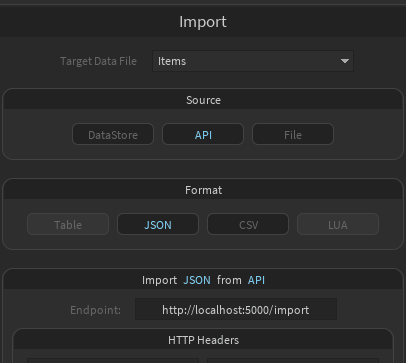 Import
Target Data File Items
Source
DataStore API File
Format
Table JSON CSV LUA
Import JSON from API
Endpoint: http://localhost:5000/import
HTTP Headers